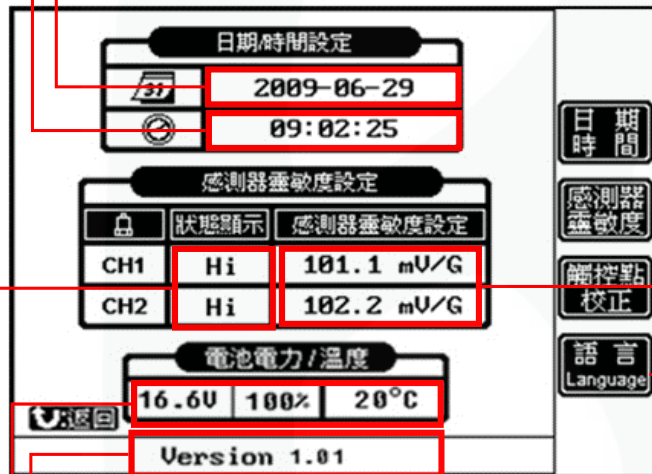 日期/時間設定
31
2009-06-29
09:02:25
感測器靈敏度設定
狀態顯示 感測器靈敏度設定
CH1 Hi 101.1 mV/G
CH2 Hi 102.2 mV/G
電池電力/溫度
16.6V 100% 20°C
:返回
Version 1.01
日期
時間
感測器
靈敏度
觸控點
校正
語言
Language